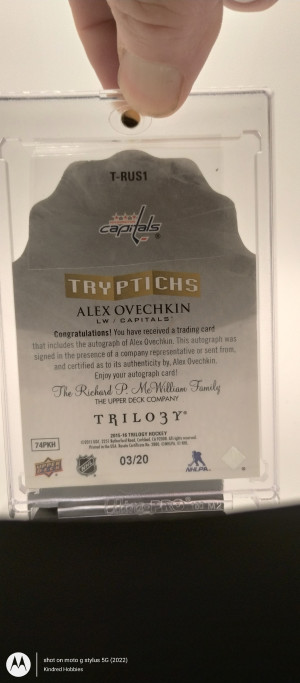 T-RUS1
capitals
TRYPTICHS
ALEX OVECHKIN
LW / CAPITALS
Congratulations! You have received a trading card
that includes the autograph of Alex Ovechkin. This autograph was
signed in the presence of a company representative or sent from,
and certified as to its authenticity by, Alex Ovechkin.
Enjoy your autograph card!
The Richard P. McWilliam Family
THE UPPER DECK COMPANY
TRILO3Y
2015-16 TRILOGY HOCKEY
74PKH
03/20
NHLPA
shot on moto g stylus 5G (2022)
Kindred Hobbies